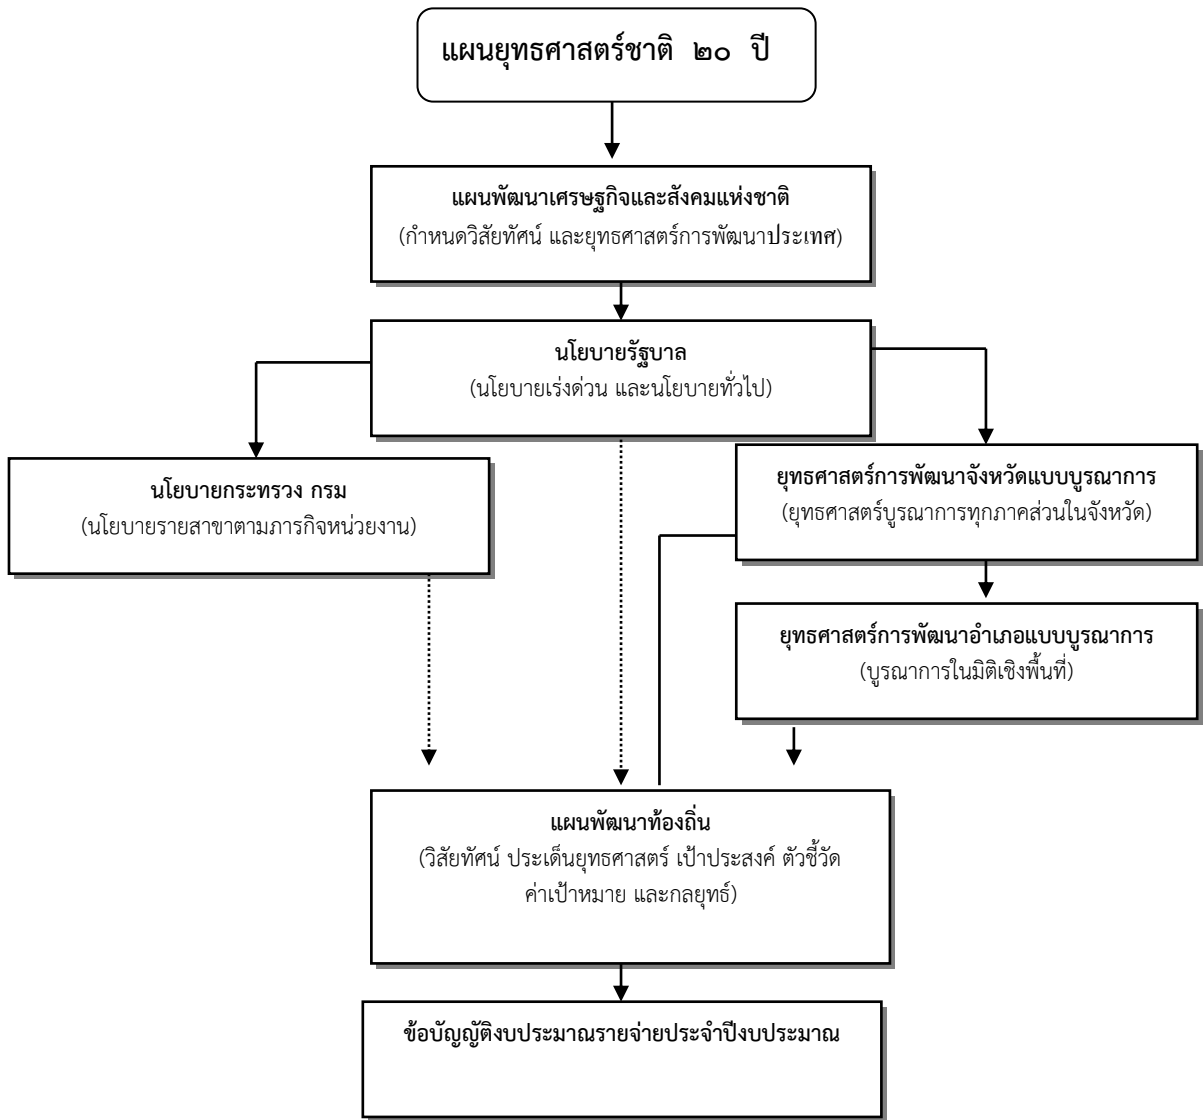 แผนยุทธศาสตร์ชาติ ๒๐ ปี
แผนพัฒนาเศรษฐกิจและสังคมแห่งชาติ
(กำหนดวิสัยทัศน์ และยุทธศาสตร์การพัฒนาประเทศ)
นโยบายรัฐบาล
(นโยบายเร่งด่วน และนโยบายทั่วไป)
นโยบายกระทรวง กรม
(นโยบายรายสาขาตามภารกิจหน่วยงาน)
ยุทธศาสตร์การพัฒนาจังหวัดแบบบูรณาการ
(ยุทธศาสตร์บูรณาการทุกภาคส่วนในจังหวัด)
ยุทธศาสตร์การพัฒนาอำเภอแบบบูรณาการ
(บูรณาการในมิติเชิงพื้นที่)
แผนพัฒนาท้องถิ่น
(วิสัยทัศน์ ประเด็นยุทธศาสตร์ เป้าประสงค์ ตัวชี้วัด
ค่าเป้าหมาย และกลยุทธ์)
ข้อบัญญัติงบประมาณรายจ่ายประจำปีงบประมาณ